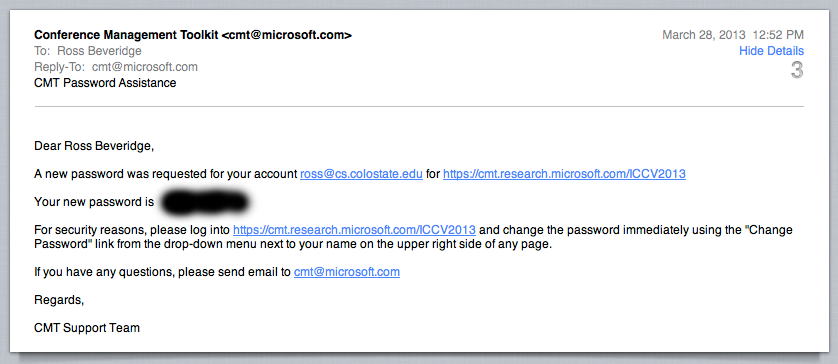 Conference Management Toolkit <cmt@microsoft.com>
March 28, 2013 12:52 PM
To: Ross Beveridge
Hide Details
Reply-To: cmt@microsoft.com
3
CMT Password Assistance
Dear Ross Beveridge,
A new password was requested for your account ross@cs.colostate.edu for https://cmt.research.microsoft.com/ICCV2013
Your new password is
For security reasons, please log into https://cmt.research.microsoft.com/ICCV2013 and change the password immediately using the "Change
Password" link from the drop-down menu next to your name on the upper right side of any page.
If you have any questions, please send email to cmt@microsoft.com
Regards,
CMT Support Team